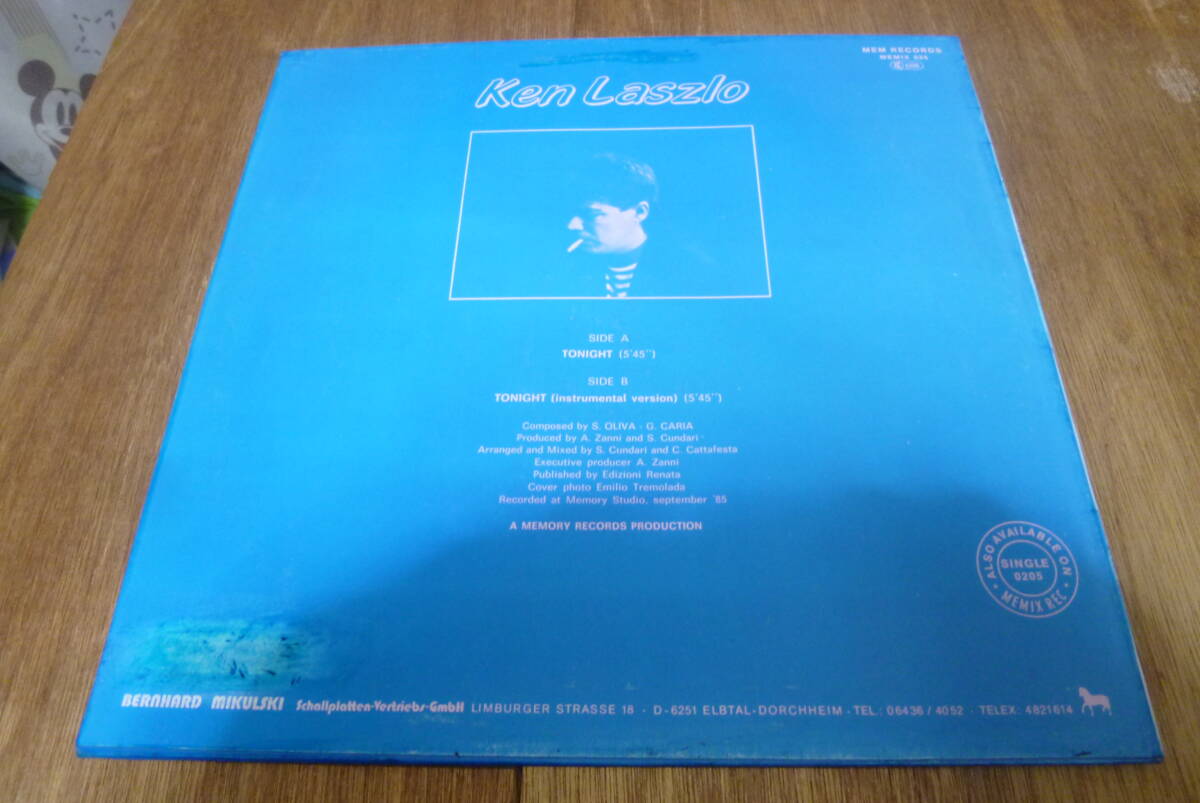 MEM RECORDS
MEMIX 025
Ken Laszlo
SIDE A
TONIGHT (5'45'')
SIDE B
TONIGHT (instrumental version) (5'45'')
Composed by S. OLIVA - G. CARIA
Produced by A. Zanni and S. Cundari
Arranged and Mixed by S. Cundari and C. Cattafesta
Executive producer A. Zanni
Published by Edizioni Renata
Cover photo Emilio Tremolada
Recorded at Memory Studio, september '85
A MEMORY RECORDS PRODUCTION
ALSO AVAILABLE ON
SINGLE
0205
MEMIX REC
BERNHARD MIKULSKI Schallplatten-Vertriebs-GmbH LIMBURGER STRASSE 18 · D-6251 ELBTAL-DORCHHEIM · TEL: 06436 / 4052 · TELEX: 4821614